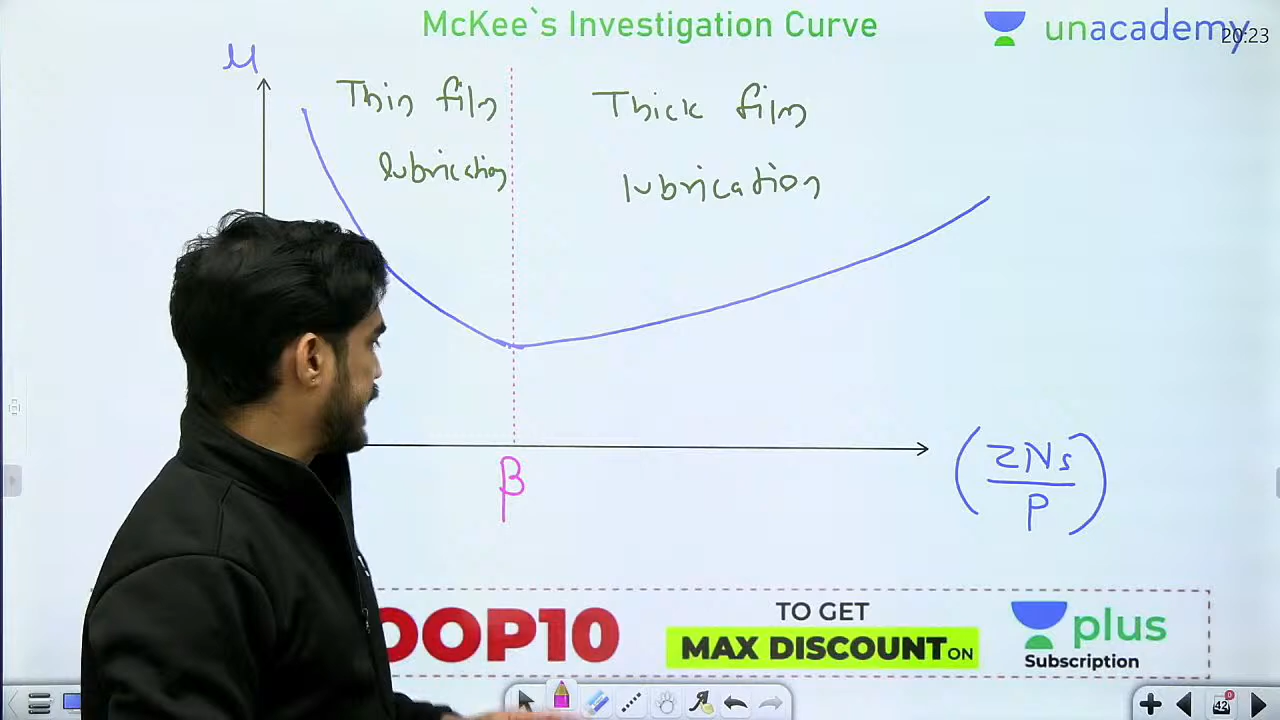 McKee`s Investigation Curve
unacademy
20:23
μ
Thin film
lubrication
Thick film
lubrication
β
(ZNs/P)
OOP10
TO GET
MAX DISCOUNT ON
plus
Subscription
42